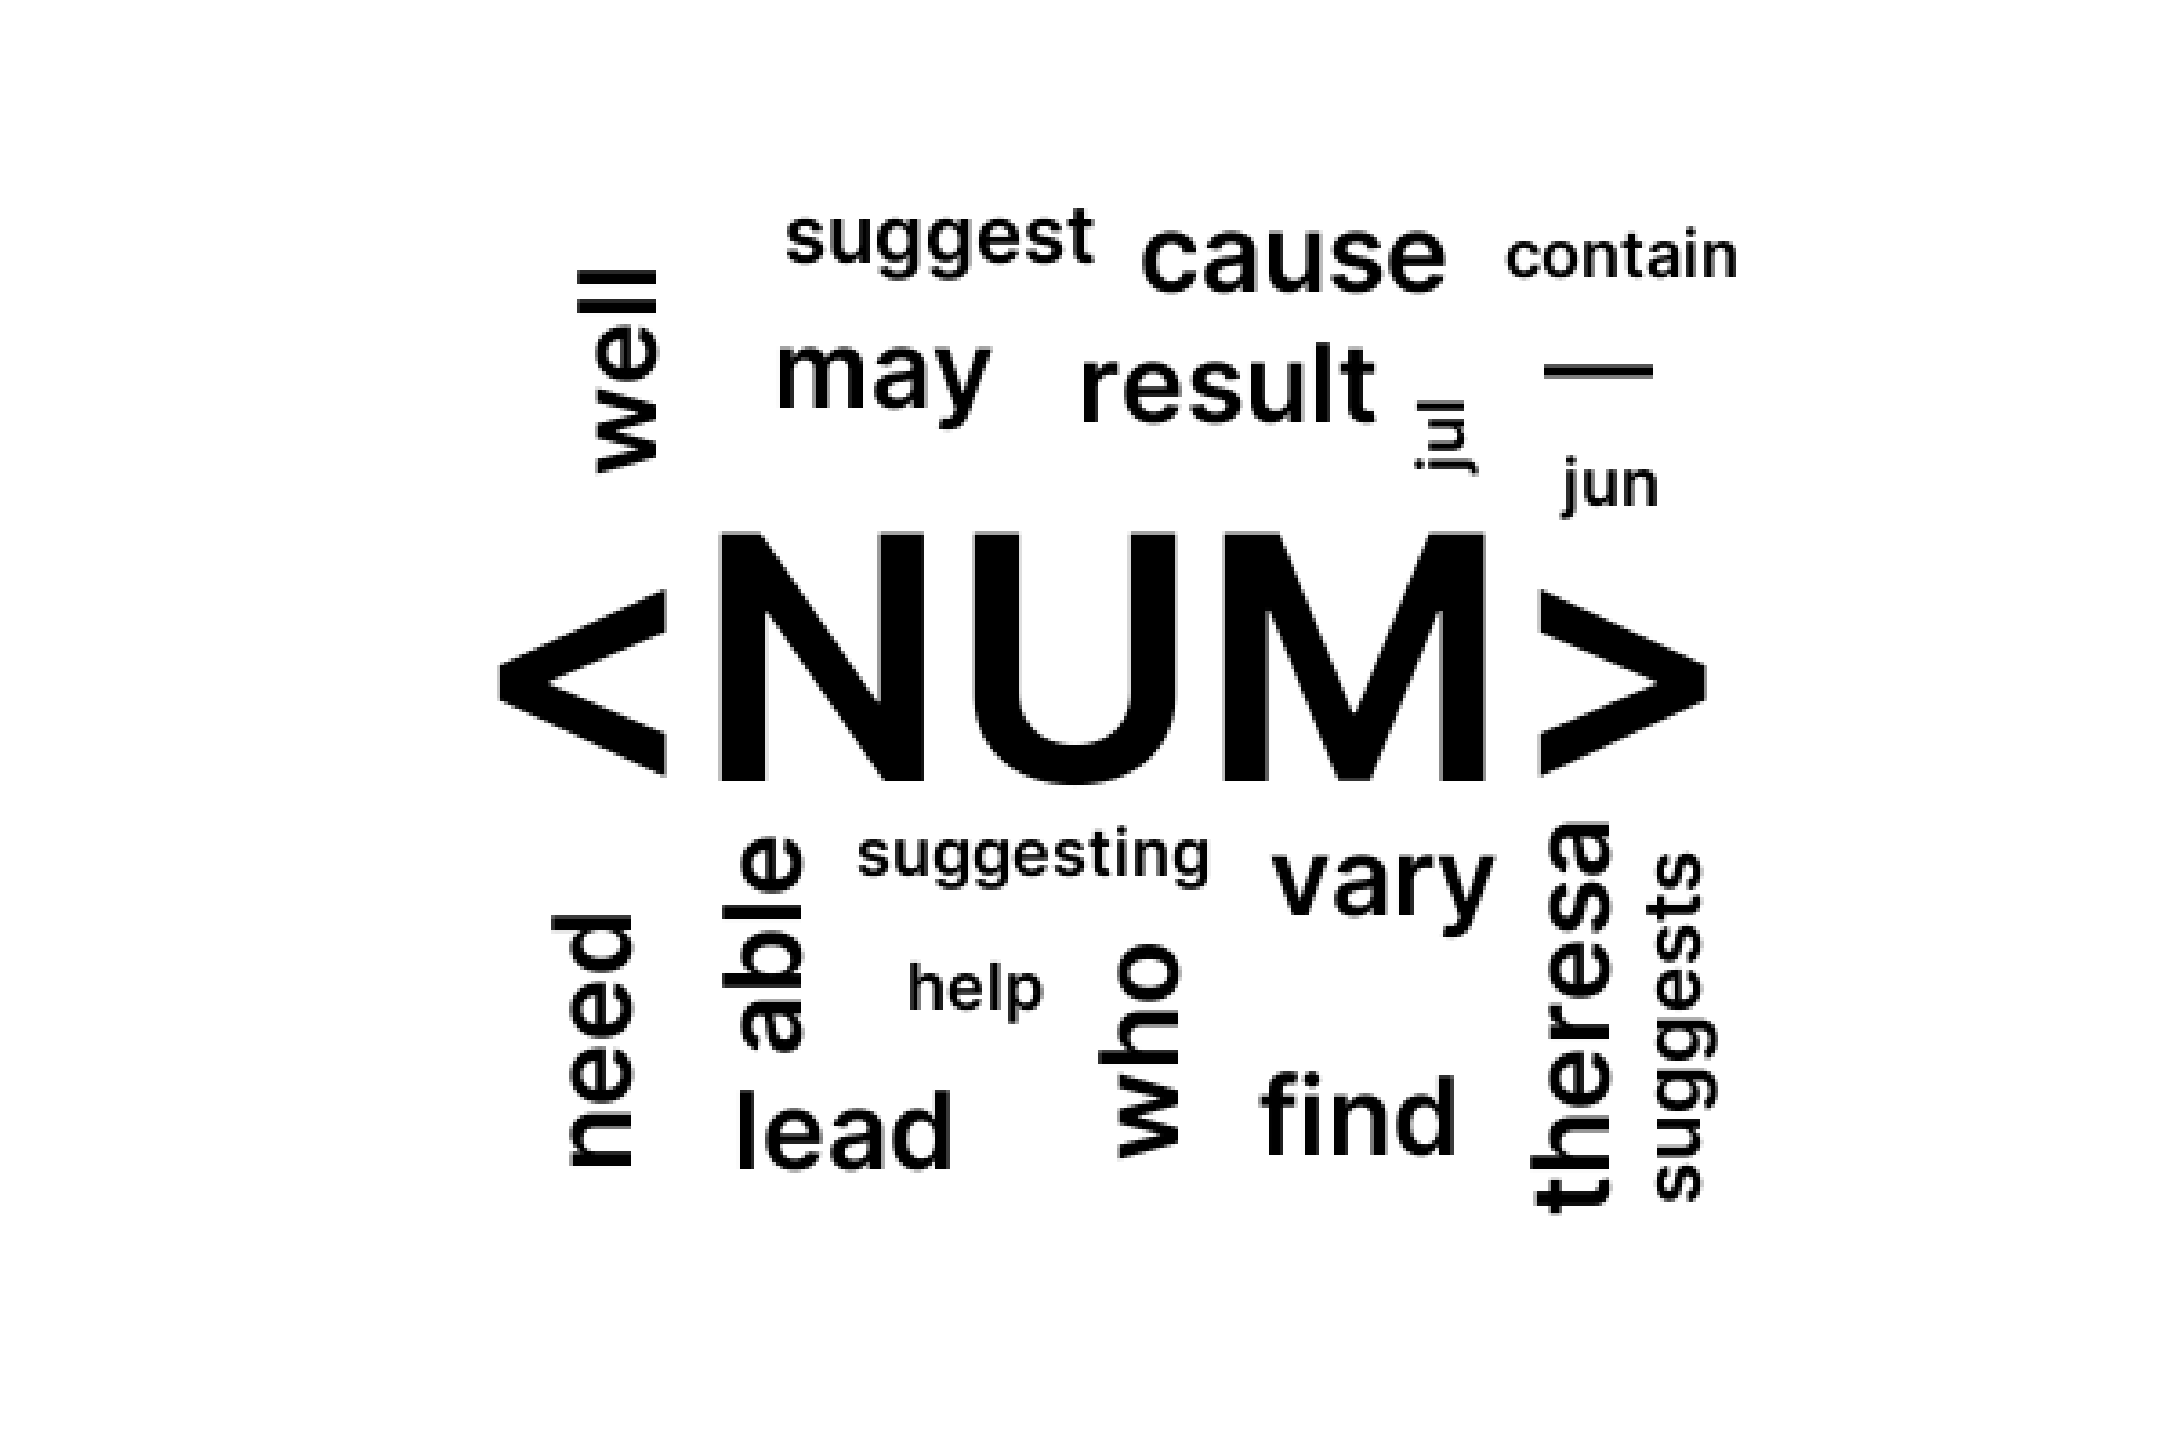 suggest
cause
contain
well
may
result
jul
—
jun
<NUM>
suggesting
vary
able
theresa
suggests
need
help
who
lead
find